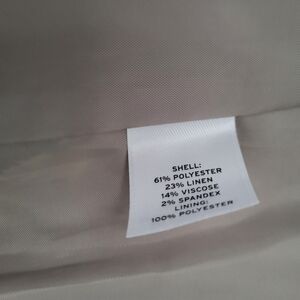 SHELL:
61% POLYESTER
23% LINEN
14% VISCOSE
2% SPANDEX
LINING:
100% POLYESTER